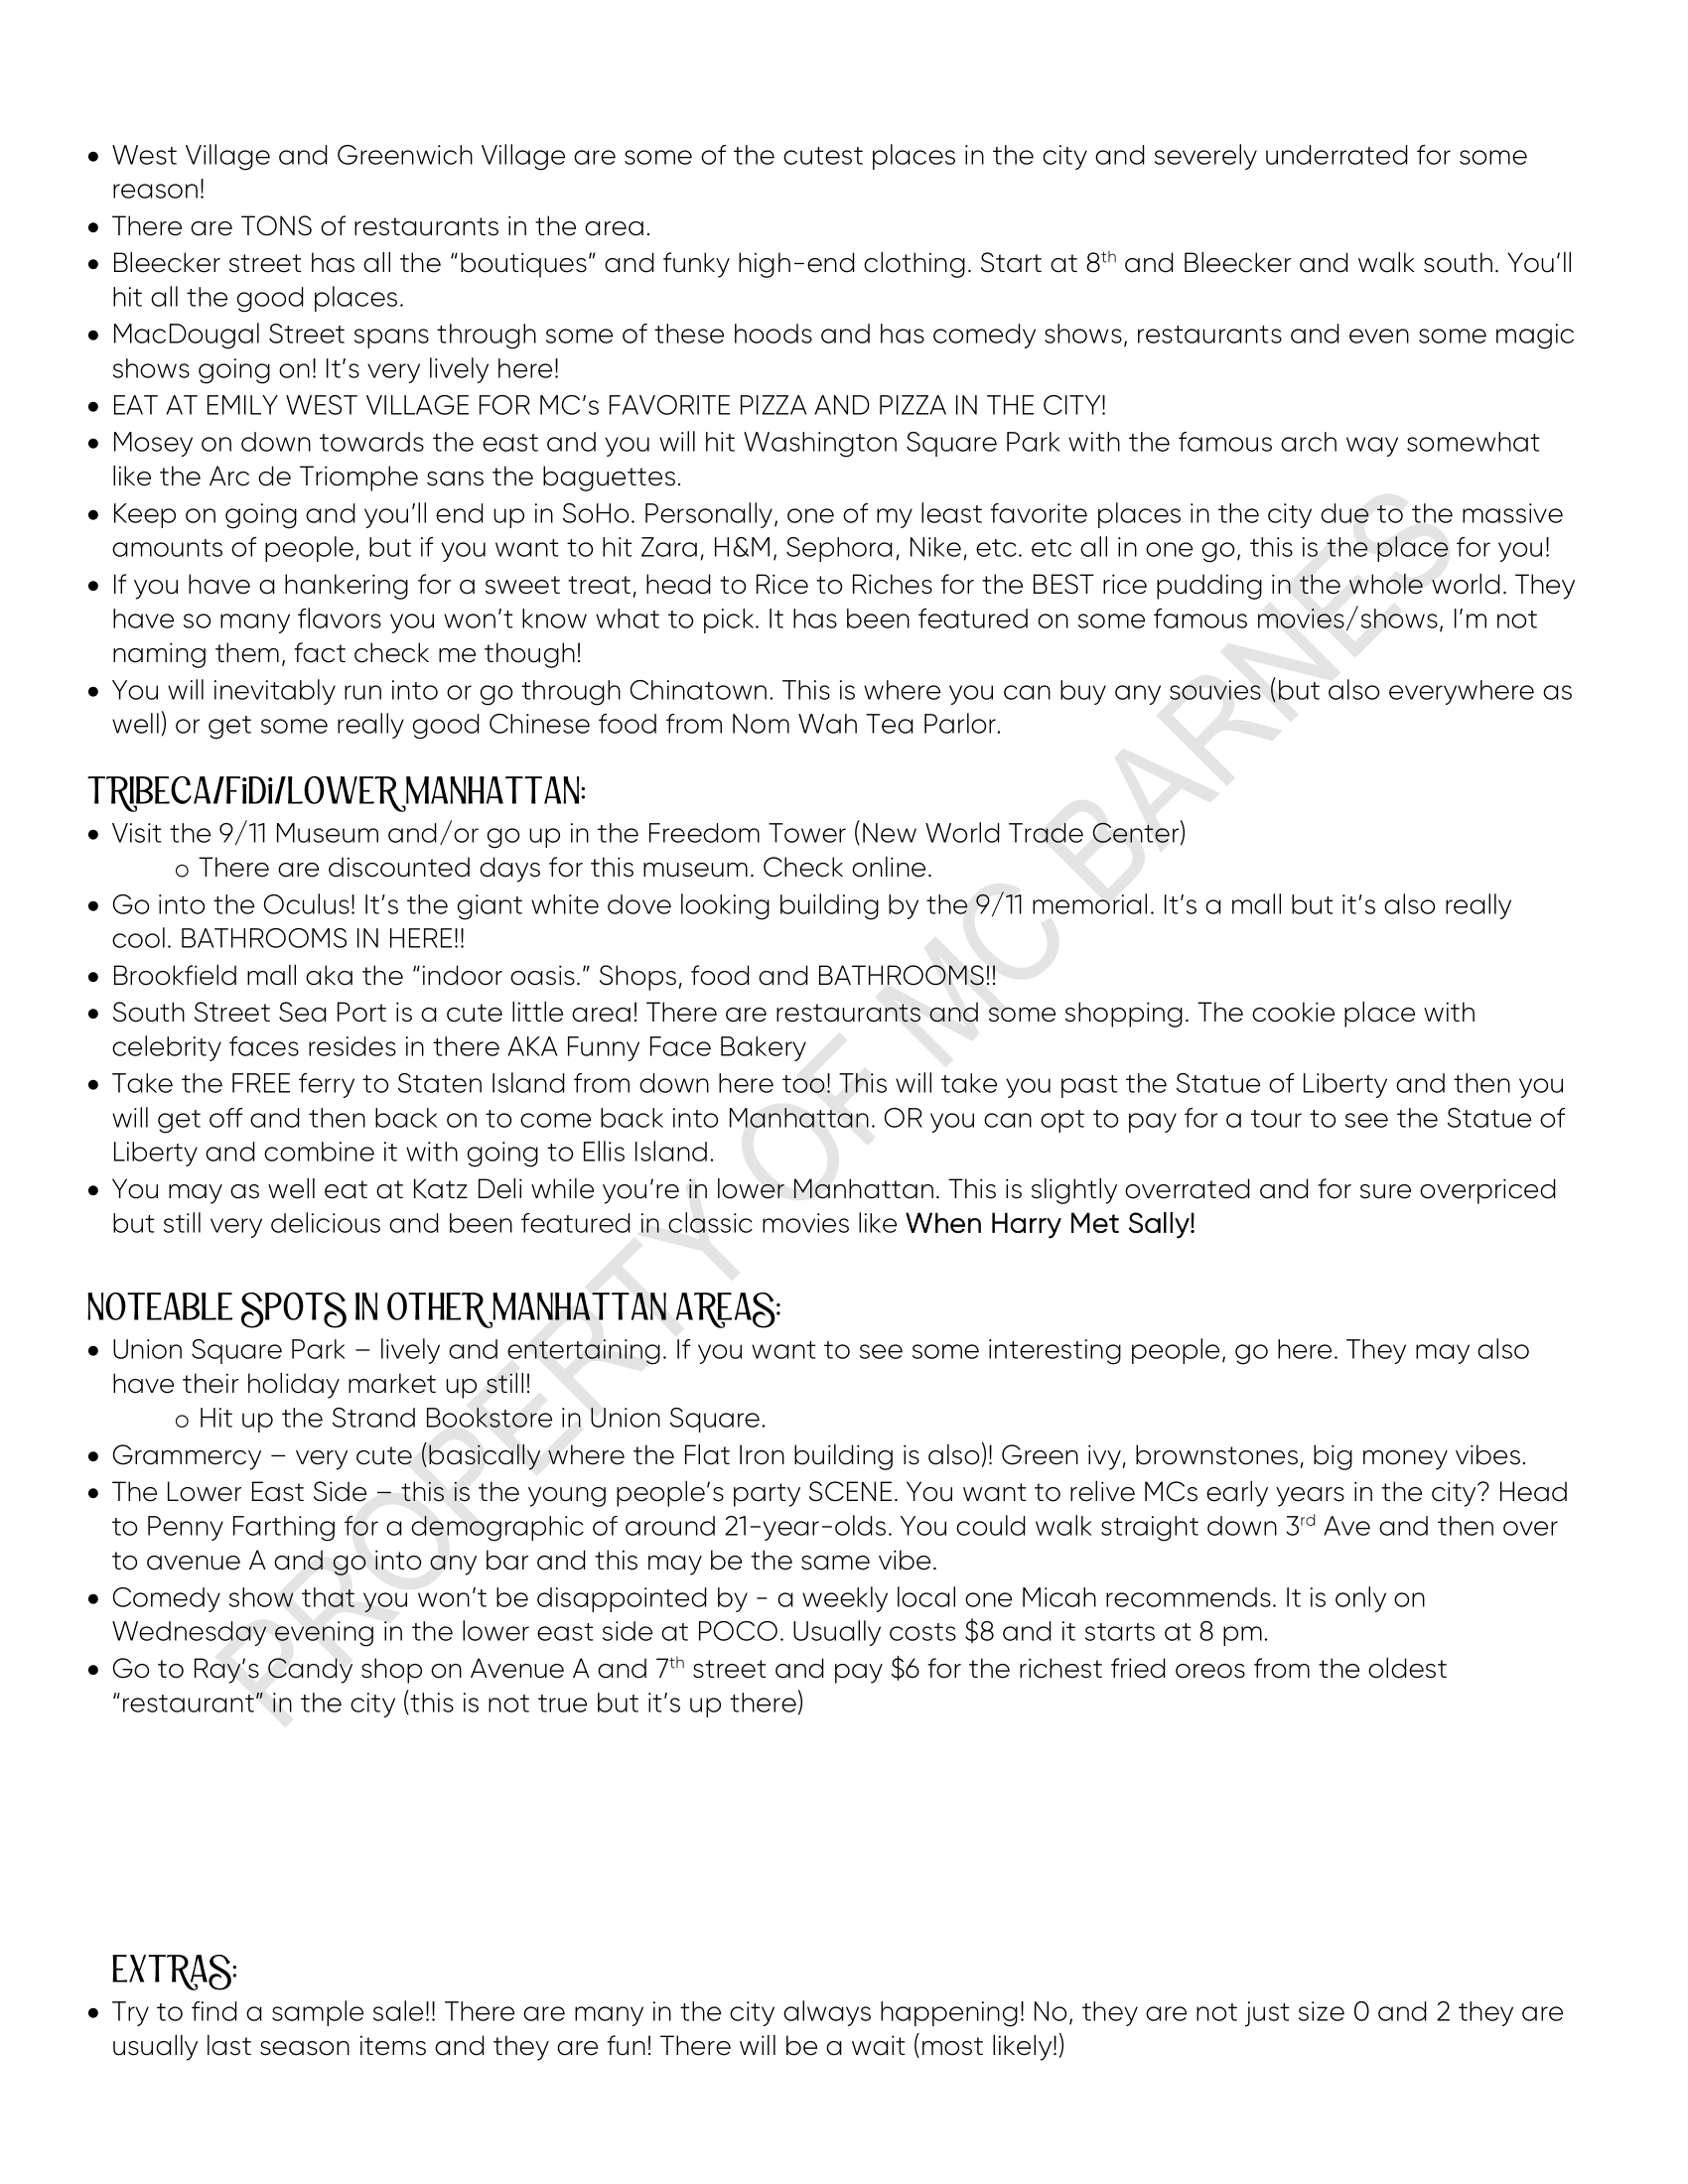 • West Village and Greenwich Village are some of the cutest places in the city and severely underrated for some
reason!
• There are TONS of restaurants in the area.
• Bleecker street has all the “boutiques” and funky high-end clothing. Start at 8th and Bleecker and walk south. You’ll
hit all the good places.
• MacDougal Street spans through some of these hoods and has comedy shows, restaurants and even some magic
shows going on! It’s very lively here!
• EAT AT EMILY WEST VILLAGE FOR MC’s FAVORITE PIZZA AND PIZZA IN THE CITY!
• Mosey on down towards the east and you will hit Washington Square Park with the famous arch way somewhat
like the Arc de Triomphe sans the baguettes.
• Keep on going and you’ll end up in SoHo. Personally, one of my least favorite places in the city due to the massive
amounts of people, but if you want to hit Zara, H&M, Sephora, Nike, etc. etc all in one go, this is the place for you!
• If you have a hankering for a sweet treat, head to Rice to Riches for the BEST rice pudding in the whole world. They
have so many flavors you won’t know what to pick. It has been featured on some famous movies/shows, I’m not
naming them, fact check me though!
• You will inevitably run into or go through Chinatown. This is where you can buy any souvies (but also everywhere as
well) or get some really good Chinese food from Nom Wah Tea Parlor.
TRIBECA/FiDi/LOWER MANHATTAN:
• Visit the 9/11 Museum and/or go up in the Freedom Tower (New World Trade Center)
o There are discounted days for this museum. Check online.
• Go into the Oculus! It’s the giant white dove looking building by the 9/11 memorial. It’s a mall but it’s also really
cool. BATHROOMS IN HERE!!
• Brookfield mall aka the “indoor oasis.” Shops, food and BATHROOMS!!
• South Street Sea Port is a cute little area! There are restaurants and some shopping. The cookie place with
celebrity faces resides in there AKA Funny Face Bakery
• Take the FREE ferry to Staten Island from down here too! This will take you past the Statue of Liberty and then you
will get off and then back on to come back into Manhattan. OR you can opt to pay for a tour to see the Statue of
Liberty and combine it with going to Ellis Island.
• You may as well eat at Katz Deli while you’re in lower Manhattan. This is slightly overrated and for sure overpriced
but still very delicious and been featured in classic movies like When Harry Met Sally!
NOTEABLE SPOTS IN OTHER MANHATTAN AREAS:
• Union Square Park – lively and entertaining. If you want to see some interesting people, go here. They may also
have their holiday market up still!
o Hit up the Strand Bookstore in Union Square.
• Grammercy – very cute (basically where the Flat Iron building is also)! Green ivy, brownstones, big money vibes.
• The Lower East Side – this is the young people’s party SCENE. You want to relive MCs early years in the city? Head
to Penny Farthing for a demographic of around 21-year-olds. You could walk straight down 3rd Ave and then over
to avenue A and go into any bar and this may be the same vibe.
• Comedy show that you won’t be disappointed by - a weekly local one Micah recommends. It is only on
Wednesday evening in the lower east side at POCO. Usually costs $8 and it starts at 8 pm.
• Go to Ray’s Candy shop on Avenue A and 7th street and pay $6 for the richest fried oreos from the oldest
“restaurant” in the city (this is not true but it’s up there)
EXTRAS:
• Try to find a sample sale!! There are many in the city always happening! No, they are not just size 0 and 2 they are
usually last season items and they are fun! There will be a wait (most likely!)
PROPERTY OF MC BARNES